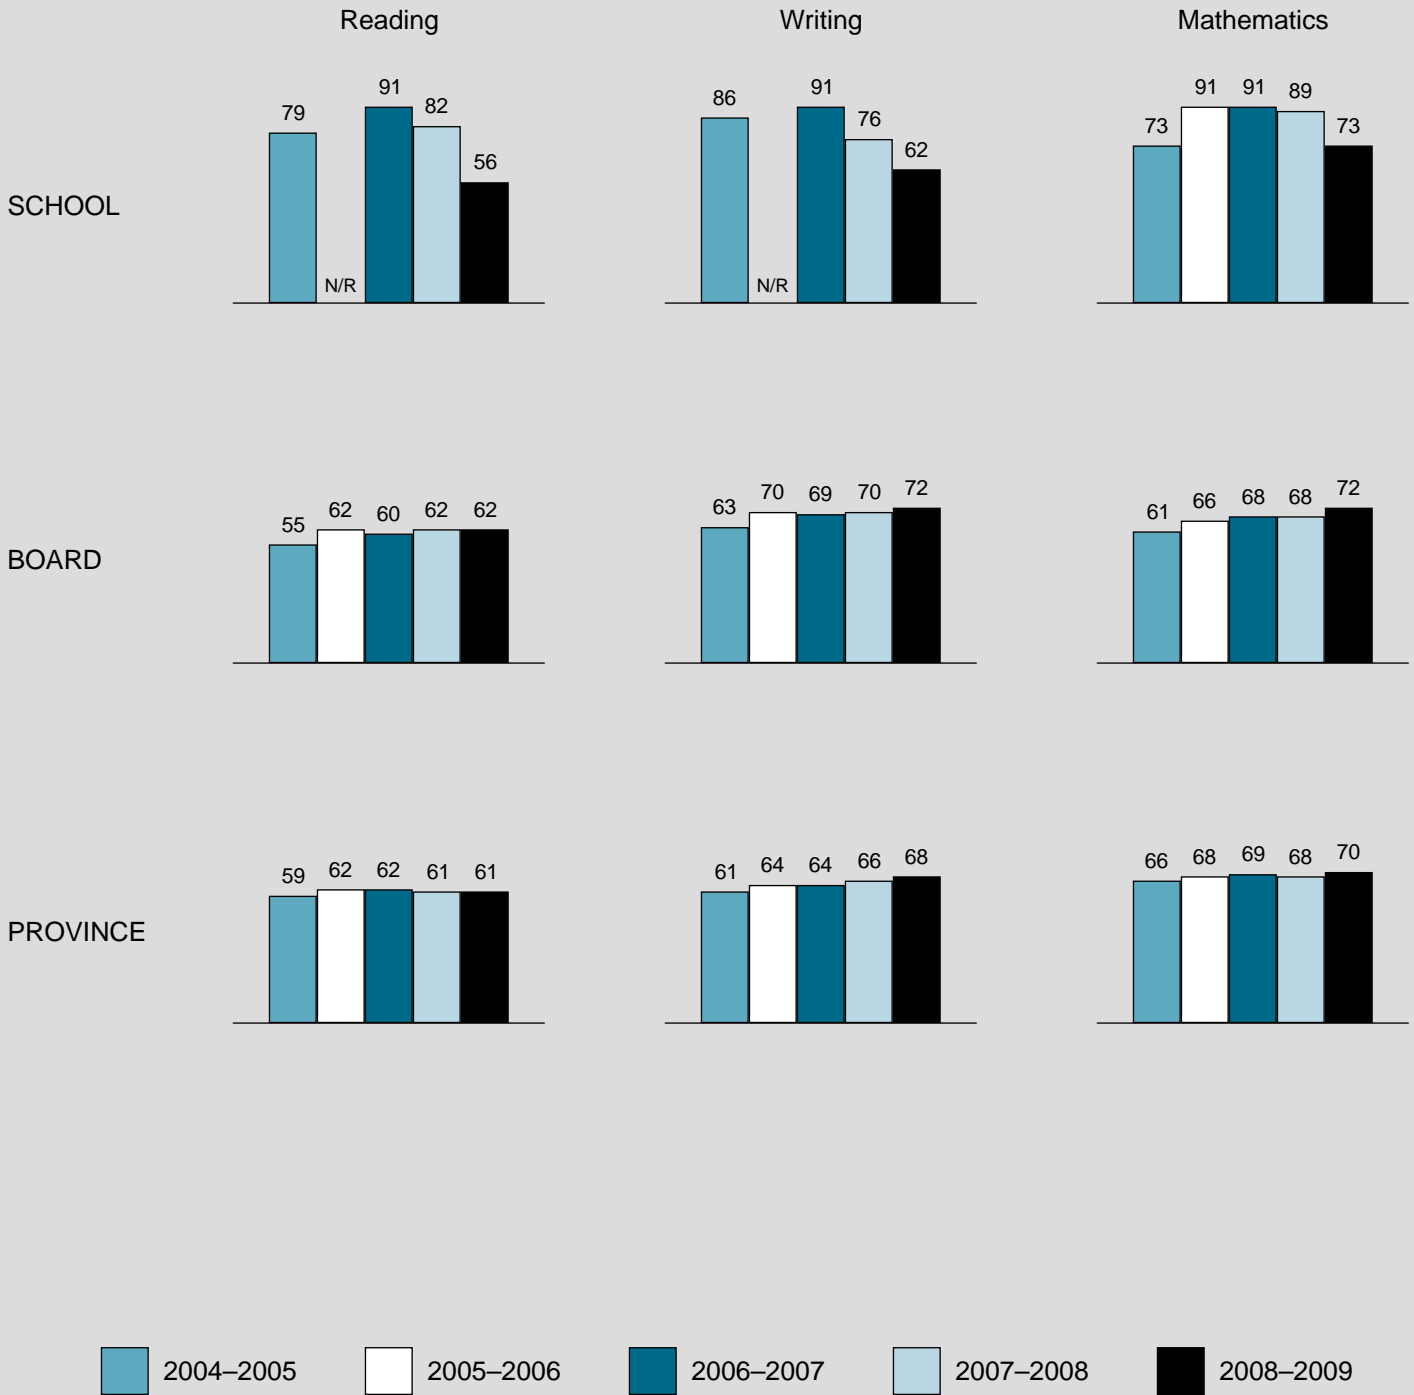 Reading Writing Mathematics
SCHOOL
79 N/R 91 82 56
86 N/R 91 76 62
73 91 91 89 73
BOARD
55 62 60 62 62
63 70 69 70 72
61 66 68 68 72
PROVINCE
59 62 62 61 61
61 64 64 66 68
66 68 69 68 70
2004–2005 2005–2006 2006–2007 2007–2008 2008–2009